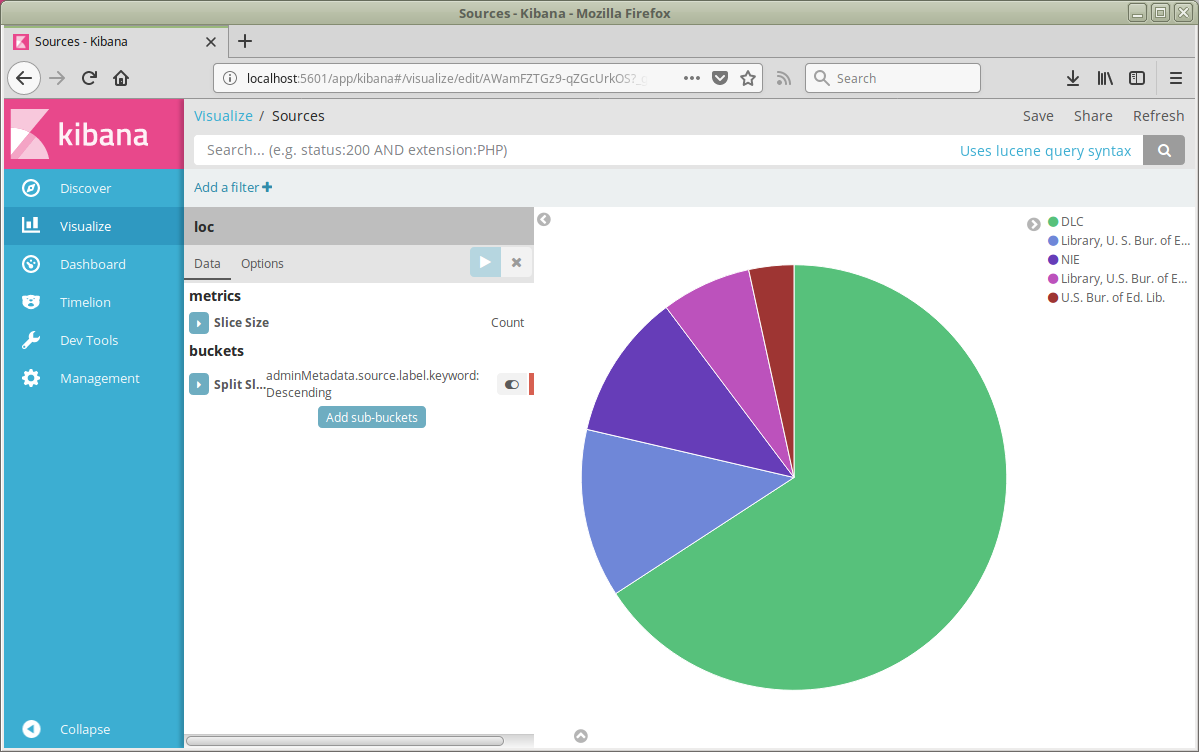 Sources - Kibana - Mozilla Firefox
Sources - Kibana
localhost:5601/app/kibana#/visualize/edit/AWamFZTGz9-qZGcUrkOS?_g
Search
kibana
Visualize / Sources
Save Share Refresh
Search... (e.g. status:200 AND extension:PHP)
Uses lucene query syntax
Add a filter
Discover
Visualize
Dashboard
Timelion
Dev Tools
Management
Collapse
loc
Data Options
metrics
Slice Size Count
buckets
Split Sl... adminMetadata.source.label.keyword:
Descending
Add sub-buckets
DLC
Library, U. S. Bur. of E...
NIE
Library, U.S. Bur. of E...
U.S. Bur. of Ed. Lib.